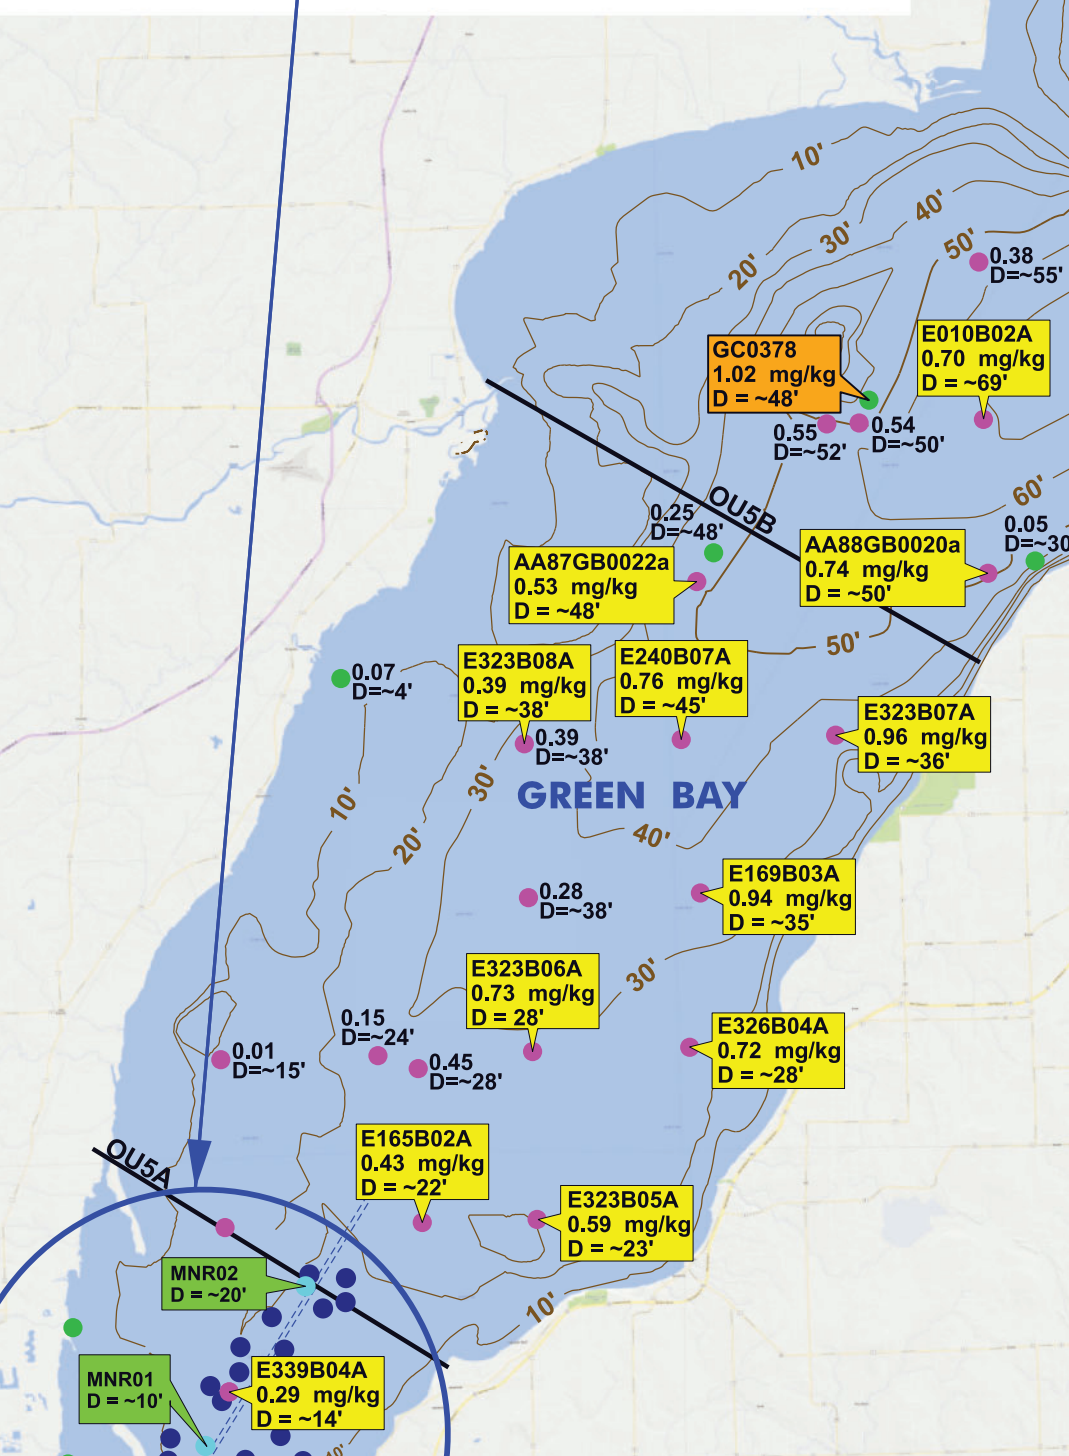 10'
40'
30'
50'
20'
0.38
D=~55'
E010B02A
0.70 mg/kg
D = ~69'
GC0378
1.02 mg/kg
D = ~48'
0.55
D=~52'
0.54
D=~50'
60'
OU5B
0.25
D=~48'
0.05
D=~30
AA87GB0022a
0.53 mg/kg
D = ~48'
AA88GB0020a
0.74 mg/kg
D = ~50'
50'
0.07
D=~4'
E323B08A
0.39 mg/kg
D = ~38'
E240B07A
0.76 mg/kg
D = ~45'
E323B07A
0.96 mg/kg
D = ~36'
0.39
D=~38'
30'
GREEN BAY
10'
20'
40'
0.28
D=~38'
E169B03A
0.94 mg/kg
D = ~35'
E323B06A
0.73 mg/kg
D = 28'
30'
0.15
D=~24'
0.01
D=~15'
0.45
D=~28'
E326B04A
0.72 mg/kg
D = ~28'
OU5A
E165B02A
0.43 mg/kg
D = ~22'
E323B05A
0.59 mg/kg
D = ~23'
MNR02
D = ~20'
10'
MNR01
D = ~10'
E339B04A
0.29 mg/kg
D = ~14'
10'